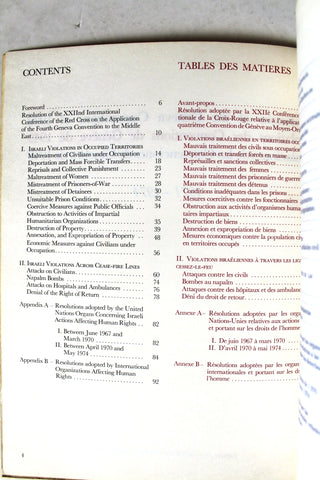 CONTENTS
Foreword 6
Resolution of the XXIInd International
Conference of the Red Cross on the Application
of the Fourth Geneva Convention to the Middle
East 10
I. ISRAELI VIOLATIONS IN OCCUPIED TERRITORIES
Maltreatment of Civilians under Occupation 14
Deportation and Mass Forcible Transfers 18
Reprisals and Collective Punishment 23
Maltreatment of Women 27
Mistreatment of Prisoners-of-War 28
Mistreatment of Detainees 30
Unsuitable Prison Conditions 32
Coercive Measures against Public Officials 34
Obstruction to Activities of Impartial
Humanitarian Organizations 35
Destruction of Property 39
Annexation, and Expropriation of Property 49
Economic Measures against Civilians under
Occupation 56
II. ISRAELI VIOLATIONS ACROSS CEASE-FIRE LINES
Attacks on Civilians 60
Napalm Bombs 74
Attacks on Hospitals and Ambulances 76
Denial of the Right of Return 78
Appendix A - Resolutions adopted by the United
Nations Organs Concerning Israeli
Actions Affecting Human Rights 82
I. Between June 1967 and
March 1970 82
II. Between April 1970 and
May 1974 84
Appendix B - Resolutions adopted by International
Organizations Affecting Human
Rights 92
4
TABLES DES MATIERES
Avant-propos
Résolution adoptée par la XXIIe Conférence
nationale de la Croix-Rouge relative à l'applicat
quatrième Convention de Genève au Moyen-Or
I. VIOLATIONS ISRAÉLIENNES DANS LES TERRITOIRES
Mauvais traitement des civils sous occupation
Déportation et transfert forcés en masse
Représailles et sanctions collectives
Mauvais traitement des femmes
Mauvais traitement des prisonniers de guerre
Mauvais traitement des détenus
Conditions inadéquates dans les prisons
Mesures coercitives contre les fonctionnaires
Obstruction aux activités d'organismes humanit
impartiaux
Destruction de biens
Annexion et expropriation de biens
Mesures économiques contre la population civile
en territoires occupés
II. VIOLATIONS ISRAÉLIENNES À TRAVERS LES LIG
CESSEZ-LE-FEU
Attaques contre les civils
Bombes au napalm
Attaques contre des hôpitaux et des ambulances
Déni du droit de retour
ANNEXE A - Résolutions adoptées par les organ
Nations-Unies relatives aux actions
et portant sur les droits de l'homme
I. De juin 1967 à mars 1970
II. D'avril 1970 à mai 1974
ANNEXE B - Résolutions adoptées par les organ
internationales et portant sur les d
l'homme